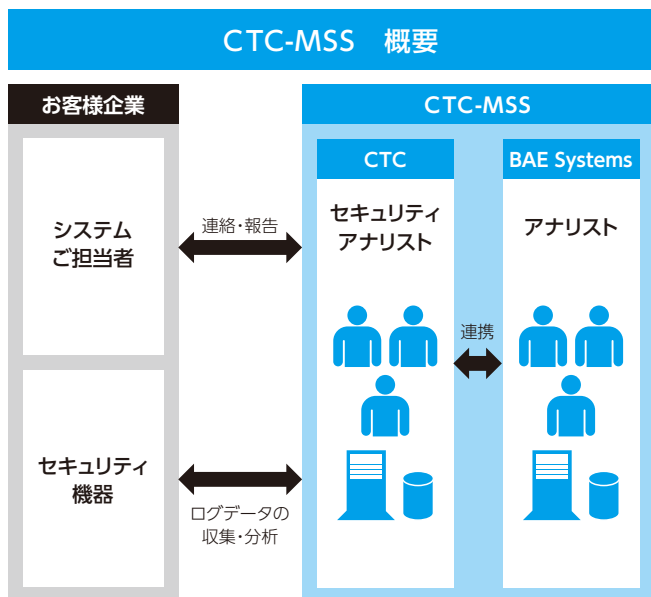 CTC-MSS 概要
お客様企業
CTC-MSS
システム
ご担当者
連絡・報告
CTC
セキュリティ
アナリスト
BAE Systems
アナリスト
連携
セキュリティ
機器
ログデータの
収集・分析